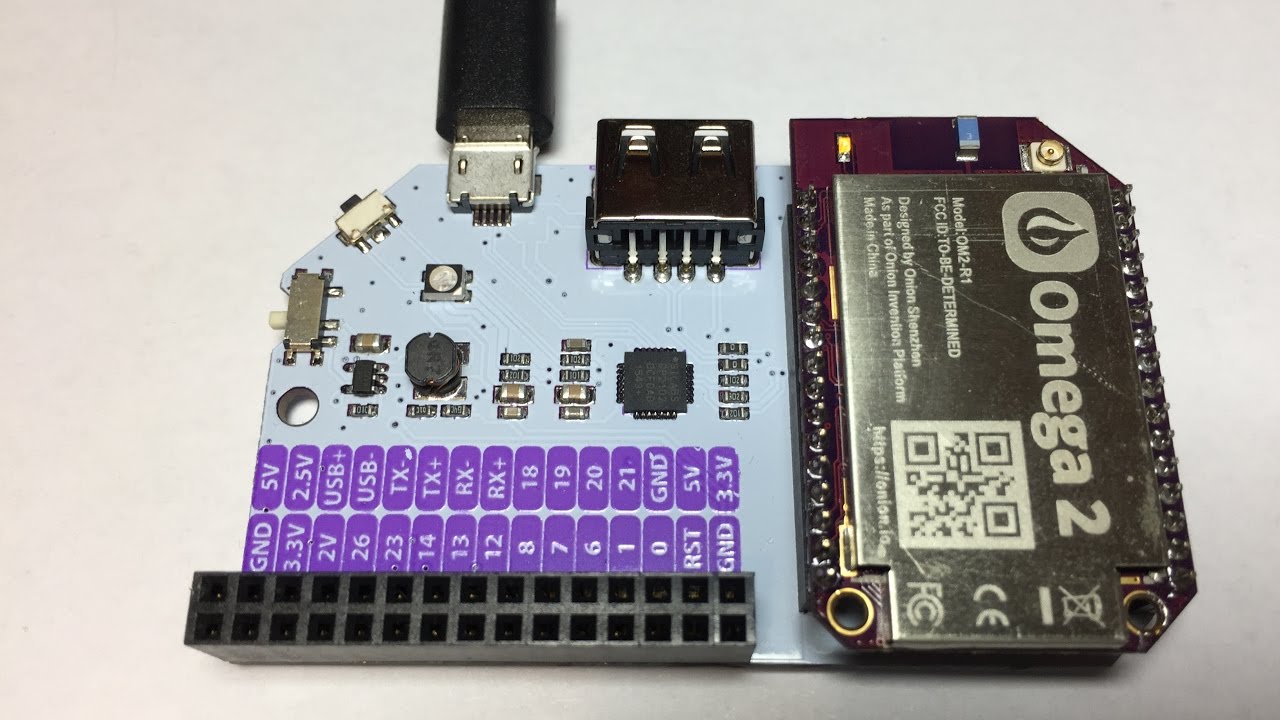 5V 2.5V USB+ USB- TX- TX+ RX- RX+ 18 19 20 21 GND 5V 3.3V
GND 3.3V 2V 26 23 14 13 12 8 7 6 1 0 RST GND
Omega 2
Model:OM2-R1
FCC ID:TO-BE-DETERMINED
Designed by Onion Shenzhen
As part of Onion Invention Platform
Made in China
https://onion.io
FC CE